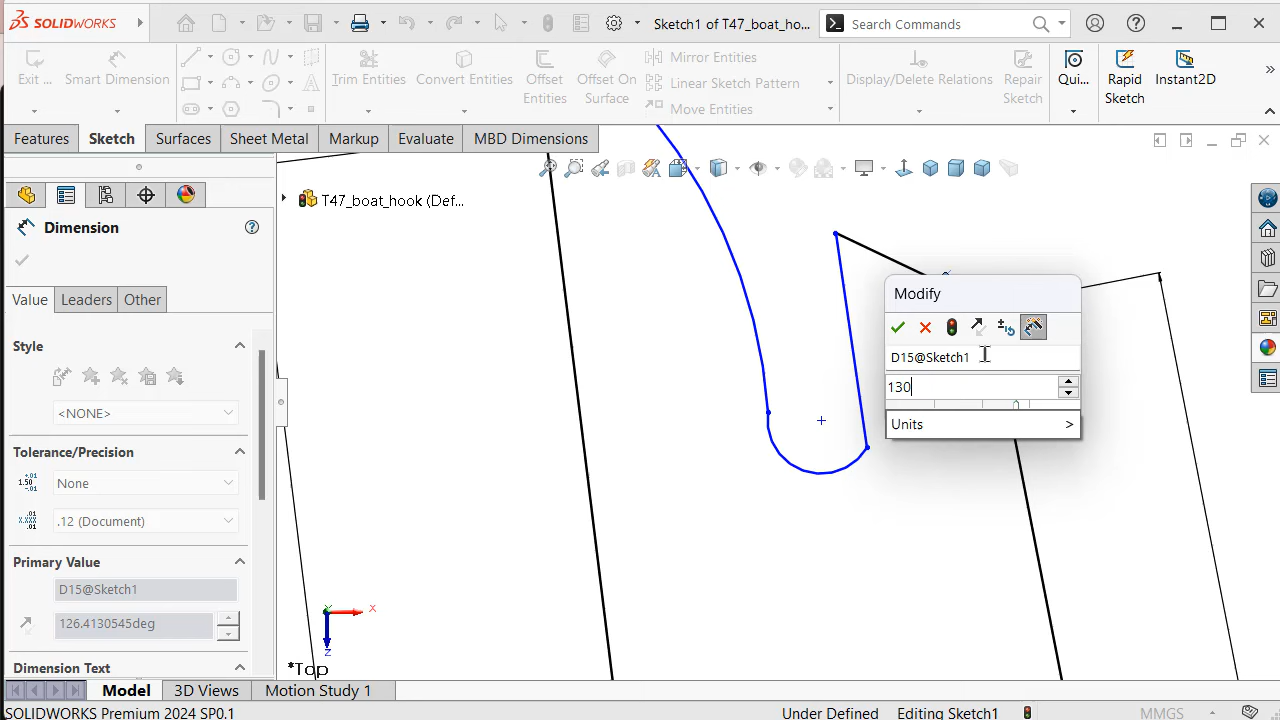 SOLIDWORKS
Sketch1 of T47_boat_ho...
Search Commands
Exit ...
Smart Dimension
Trim Entities
Convert Entities
Offset Entities
Offset On Surface
Mirror Entities
Linear Sketch Pattern
Move Entities
Display/Delete Relations
Repair Sketch
Qui...
Rapid Sketch
Instant2D
Features
Sketch
Surfaces
Sheet Metal
Markup
Evaluate
MBD Dimensions
T47_boat_hook (Def...
Dimension
Value
Leaders
Other
Style
<NONE>
Tolerance/Precision
None
.12 (Document)
Primary Value
D15@Sketch1
126.4130545deg
Dimension Text
Modify
D15@Sketch1
130
Units >
Y
X
Z
*Top
Model
3D Views
Motion Study 1
SOLIDWORKS Premium 2024 SP0.1
Under Defined
Editing Sketch1
MMGS